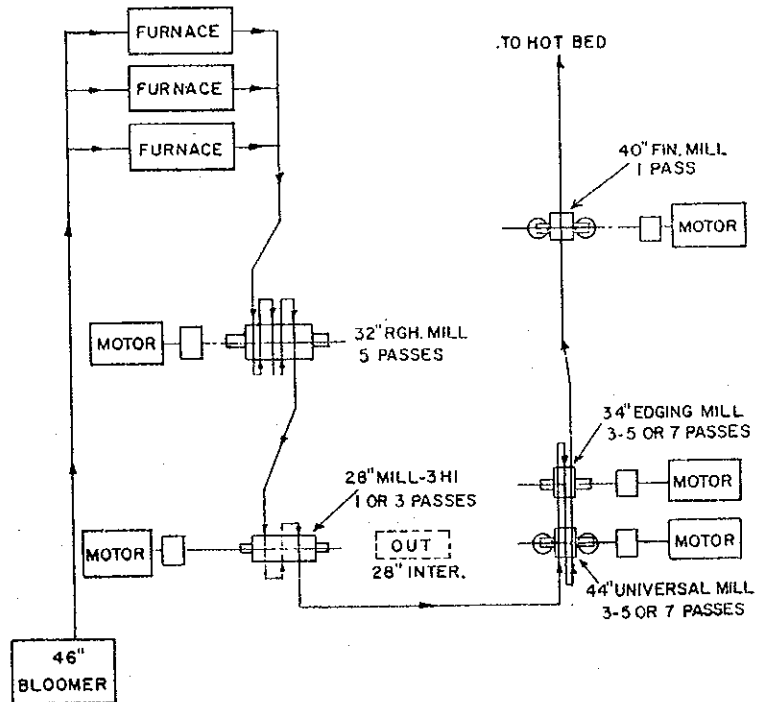 FURNACE
FURNACE
FURNACE
.TO HOT BED
40" FIN. MILL
1 PASS
MOTOR
MOTOR
32" RGH. MILL
5 PASSES
34" EDGING MILL
3-5 OR 7 PASSES
MOTOR
28" MILL-3 HI
1 OR 3 PASSES
MOTOR
OUT
28" INTER.
MOTOR
44" UNIVERSAL MILL
3-5 OR 7 PASSES
46"
BLOOMER